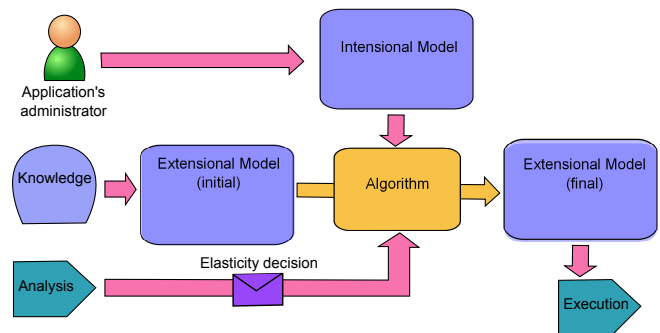 Intensional Model
Application's
administrator
Knowledge
Extensional Model
(initial)
Algorithm
Extensional Model
(final)
Elasticity decision
Analysis
Execution